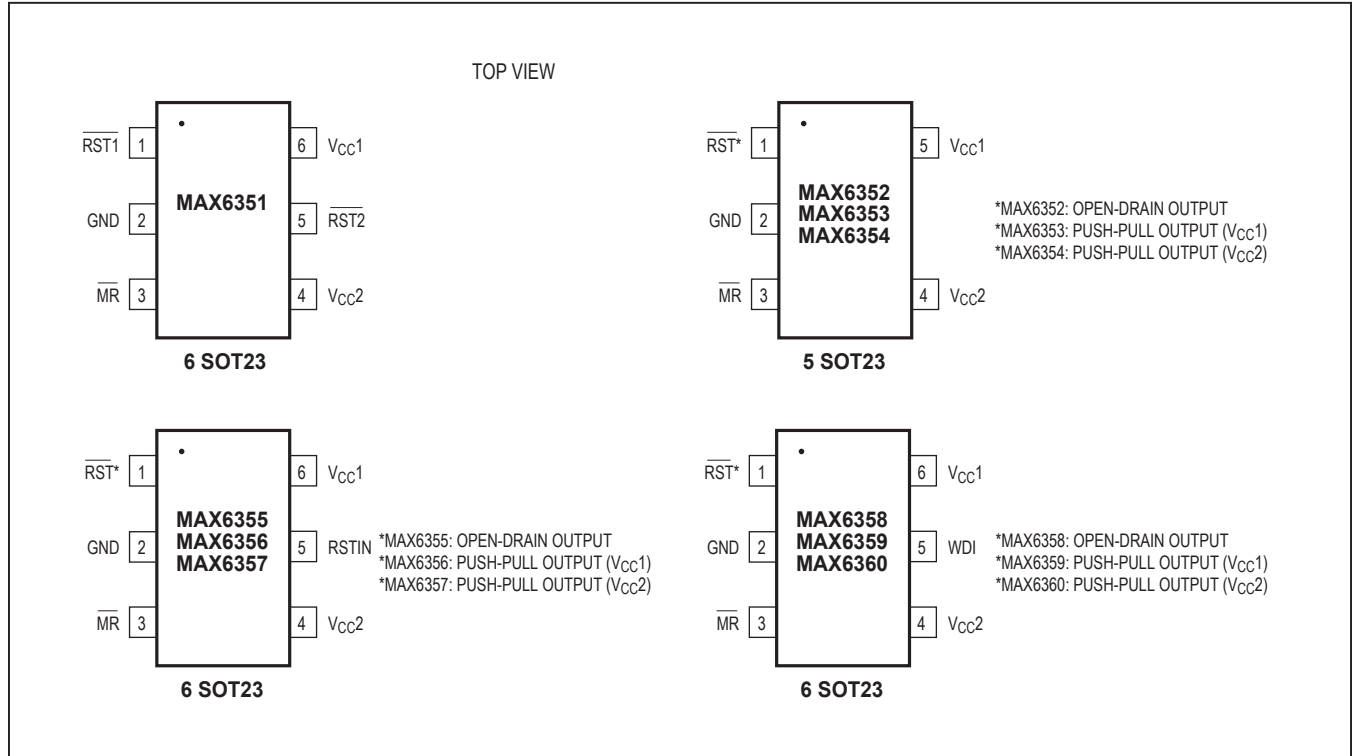 TOP VIEW
RST1 1
GND 2
MR 3
MAX6351
6 VCC1
5 RST2
4 VCC2
6 SOT23
RST* 1
GND 2
MR 3
MAX6352
MAX6353
MAX6354
5 VCC1
4 VCC2
*MAX6352: OPEN-DRAIN OUTPUT
*MAX6353: PUSH-PULL OUTPUT (VCC1)
*MAX6354: PUSH-PULL OUTPUT (VCC2)
5 SOT23
RST* 1
GND 2
MR 3
MAX6355
MAX6356
MAX6357
6 VCC1
5 RSTIN
4 VCC2
*MAX6355: OPEN-DRAIN OUTPUT
*MAX6356: PUSH-PULL OUTPUT (VCC1)
*MAX6357: PUSH-PULL OUTPUT (VCC2)
6 SOT23
RST* 1
GND 2
MR 3
MAX6358
MAX6359
MAX6360
6 VCC1
5 WDI
4 VCC2
*MAX6358: OPEN-DRAIN OUTPUT
*MAX6359: PUSH-PULL OUTPUT (VCC1)
*MAX6360: PUSH-PULL OUTPUT (VCC2)
6 SOT23